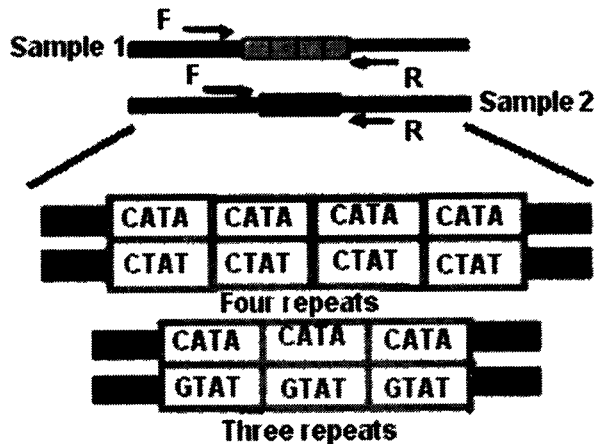 F
Sample 1
R
F
Sample 2
R
CATA CATA CATA CATA
CTAT CTAT CTAT CTAT
Four repeats
CATA CATA CATA
GTAT GTAT GTAT
Three repeats